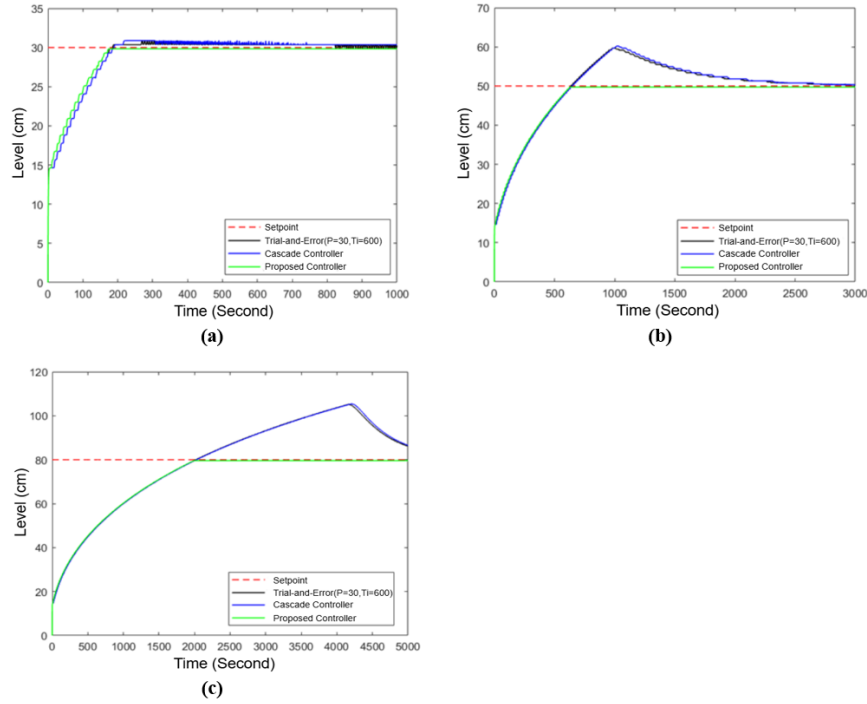 35
30
25
20
15
10
5
0
Level (cm)
Setpoint
Trial-and-Error(P=30,Ti=600)
Cascade Controller
Proposed Controller
0 100 200 300 400 500 600 700 800 900 1000
Time (Second)
(a)
70
60
50
40
30
20
10
0
Level (cm)
Setpoint
Trial-and-Error(P=30,Ti=600)
Cascade Controller
Proposed Controller
0 500 1000 1500 2000 2500 3000
Time (Second)
(b)
120
100
80
60
40
20
0
Level (cm)
Setpoint
Trial-and-Error(P=30,Ti=600)
Cascade Controller
Proposed Controller
0 500 1000 1500 2000 2500 3000 3500 4000 4500 5000
Time (Second)
(c)